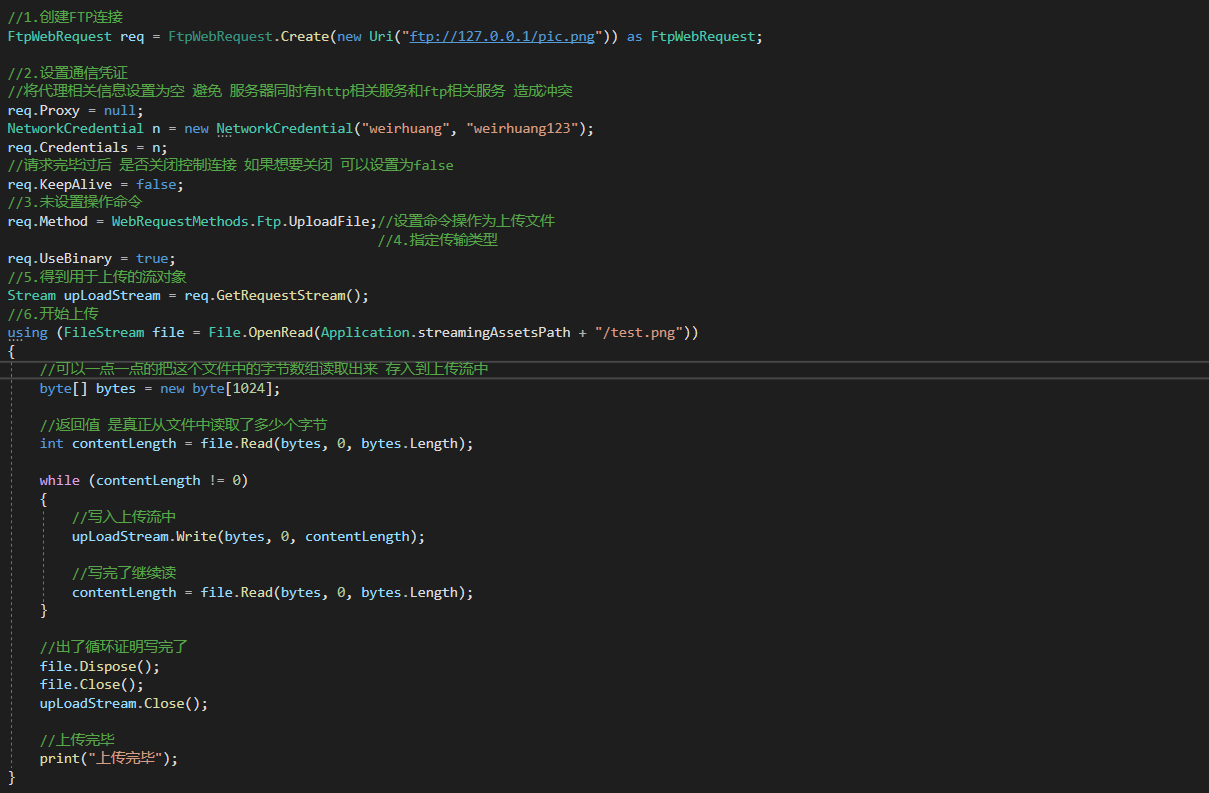 //1.创建FTP连接
FtpWebRequest req = FtpWebRequest.Create(new Uri("ftp://127.0.0.1/pic.png")) as FtpWebRequest;
//2.设置通信凭证
//将代理相关信息设置为空 避免 服务器同时有http相关服务和ftp相关服务 造成冲突
req.Proxy = null;
NetworkCredential n = new NetworkCredential("weirhuang", "weirhuang123");
req.Credentials = n;
//请求完毕过后 是否关闭控制连接 如果想要关闭 可以设置为false
req.KeepAlive = false;
//3.未设置操作命令
req.Method = WebRequestMethods.Ftp.UploadFile;//设置命令操作为上传文件
//4.指定传输类型
req.UseBinary = true;
//5.得到用于上传的流对象
Stream upLoadStream = req.GetRequestStream();
//6.开始上传
using (FileStream file = File.OpenRead(Application.streamingAssetsPath + "/test.png"))
{
//可以一点一点的把这个文件中的字节数组读取出来 存入到上传流中
byte[] bytes = new byte[1024];
//返回值 是真正从文件中读取了多少个字节
int contentLength = file.Read(bytes, 0, bytes.Length);
while (contentLength != 0)
{
//写入上传流中
upLoadStream.Write(bytes, 0, contentLength);
//写完了继续读
contentLength = file.Read(bytes, 0, bytes.Length);
}
//出了循环证明写完了
file.Dispose();
file.Close();
upLoadStream.Close();
//上传完毕
print("上传完毕");
}